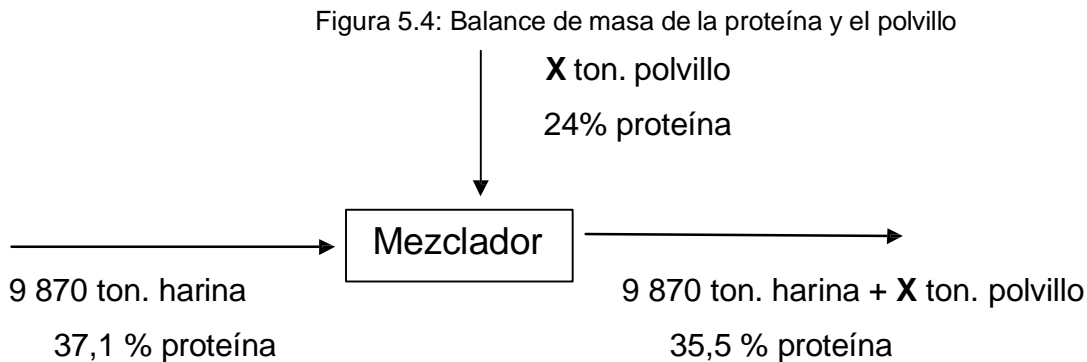 Figura 5.4: Balance de masa de la proteína y el polvillo
X ton. polvillo
24% proteína
Mezclador
9 870 ton. harina
37,1 % proteína
9 870 ton. harina + X ton. polvillo
35,5 % proteína